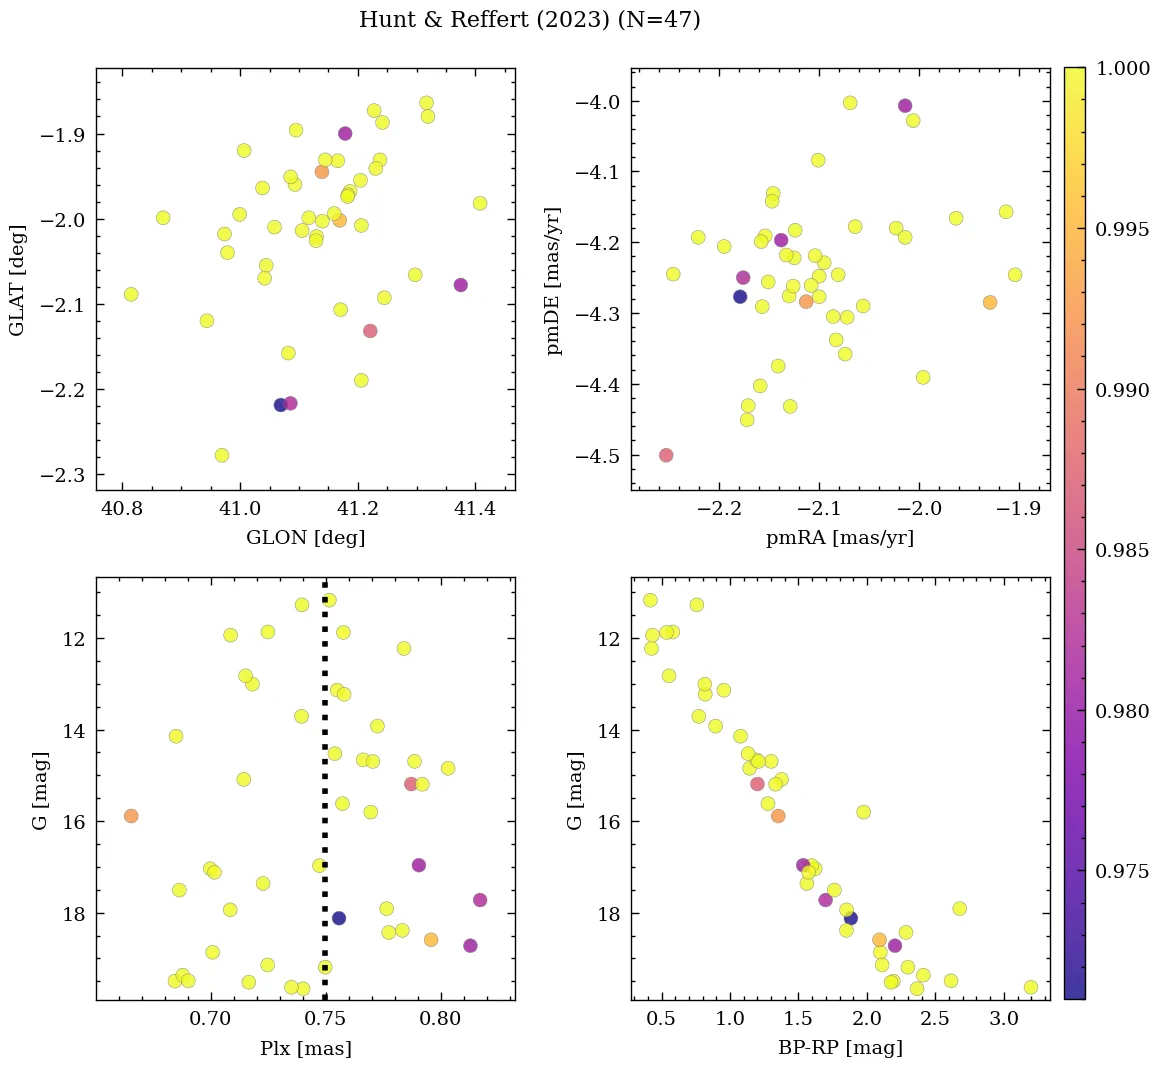 Hunt & Reffert (2023) (N=47)
−1.9
−2.0
−2.1
−2.2
−2.3
GLAT [deg]
40.8 41.0 41.2 41.4
GLON [deg]
−4.0
−4.1
−4.2
−4.3
−4.4
−4.5
pmDE [mas/yr]
−2.2 −2.1 −2.0 −1.9
pmRA [mas/yr]
12
14
16
18
G [mag]
0.70 0.75 0.80
Plx [mas]
12
14
16
18
G [mag]
0.5 1.0 1.5 2.0 2.5 3.0
BP-RP [mag]
1.000
0.995
0.990
0.985
0.980
0.975